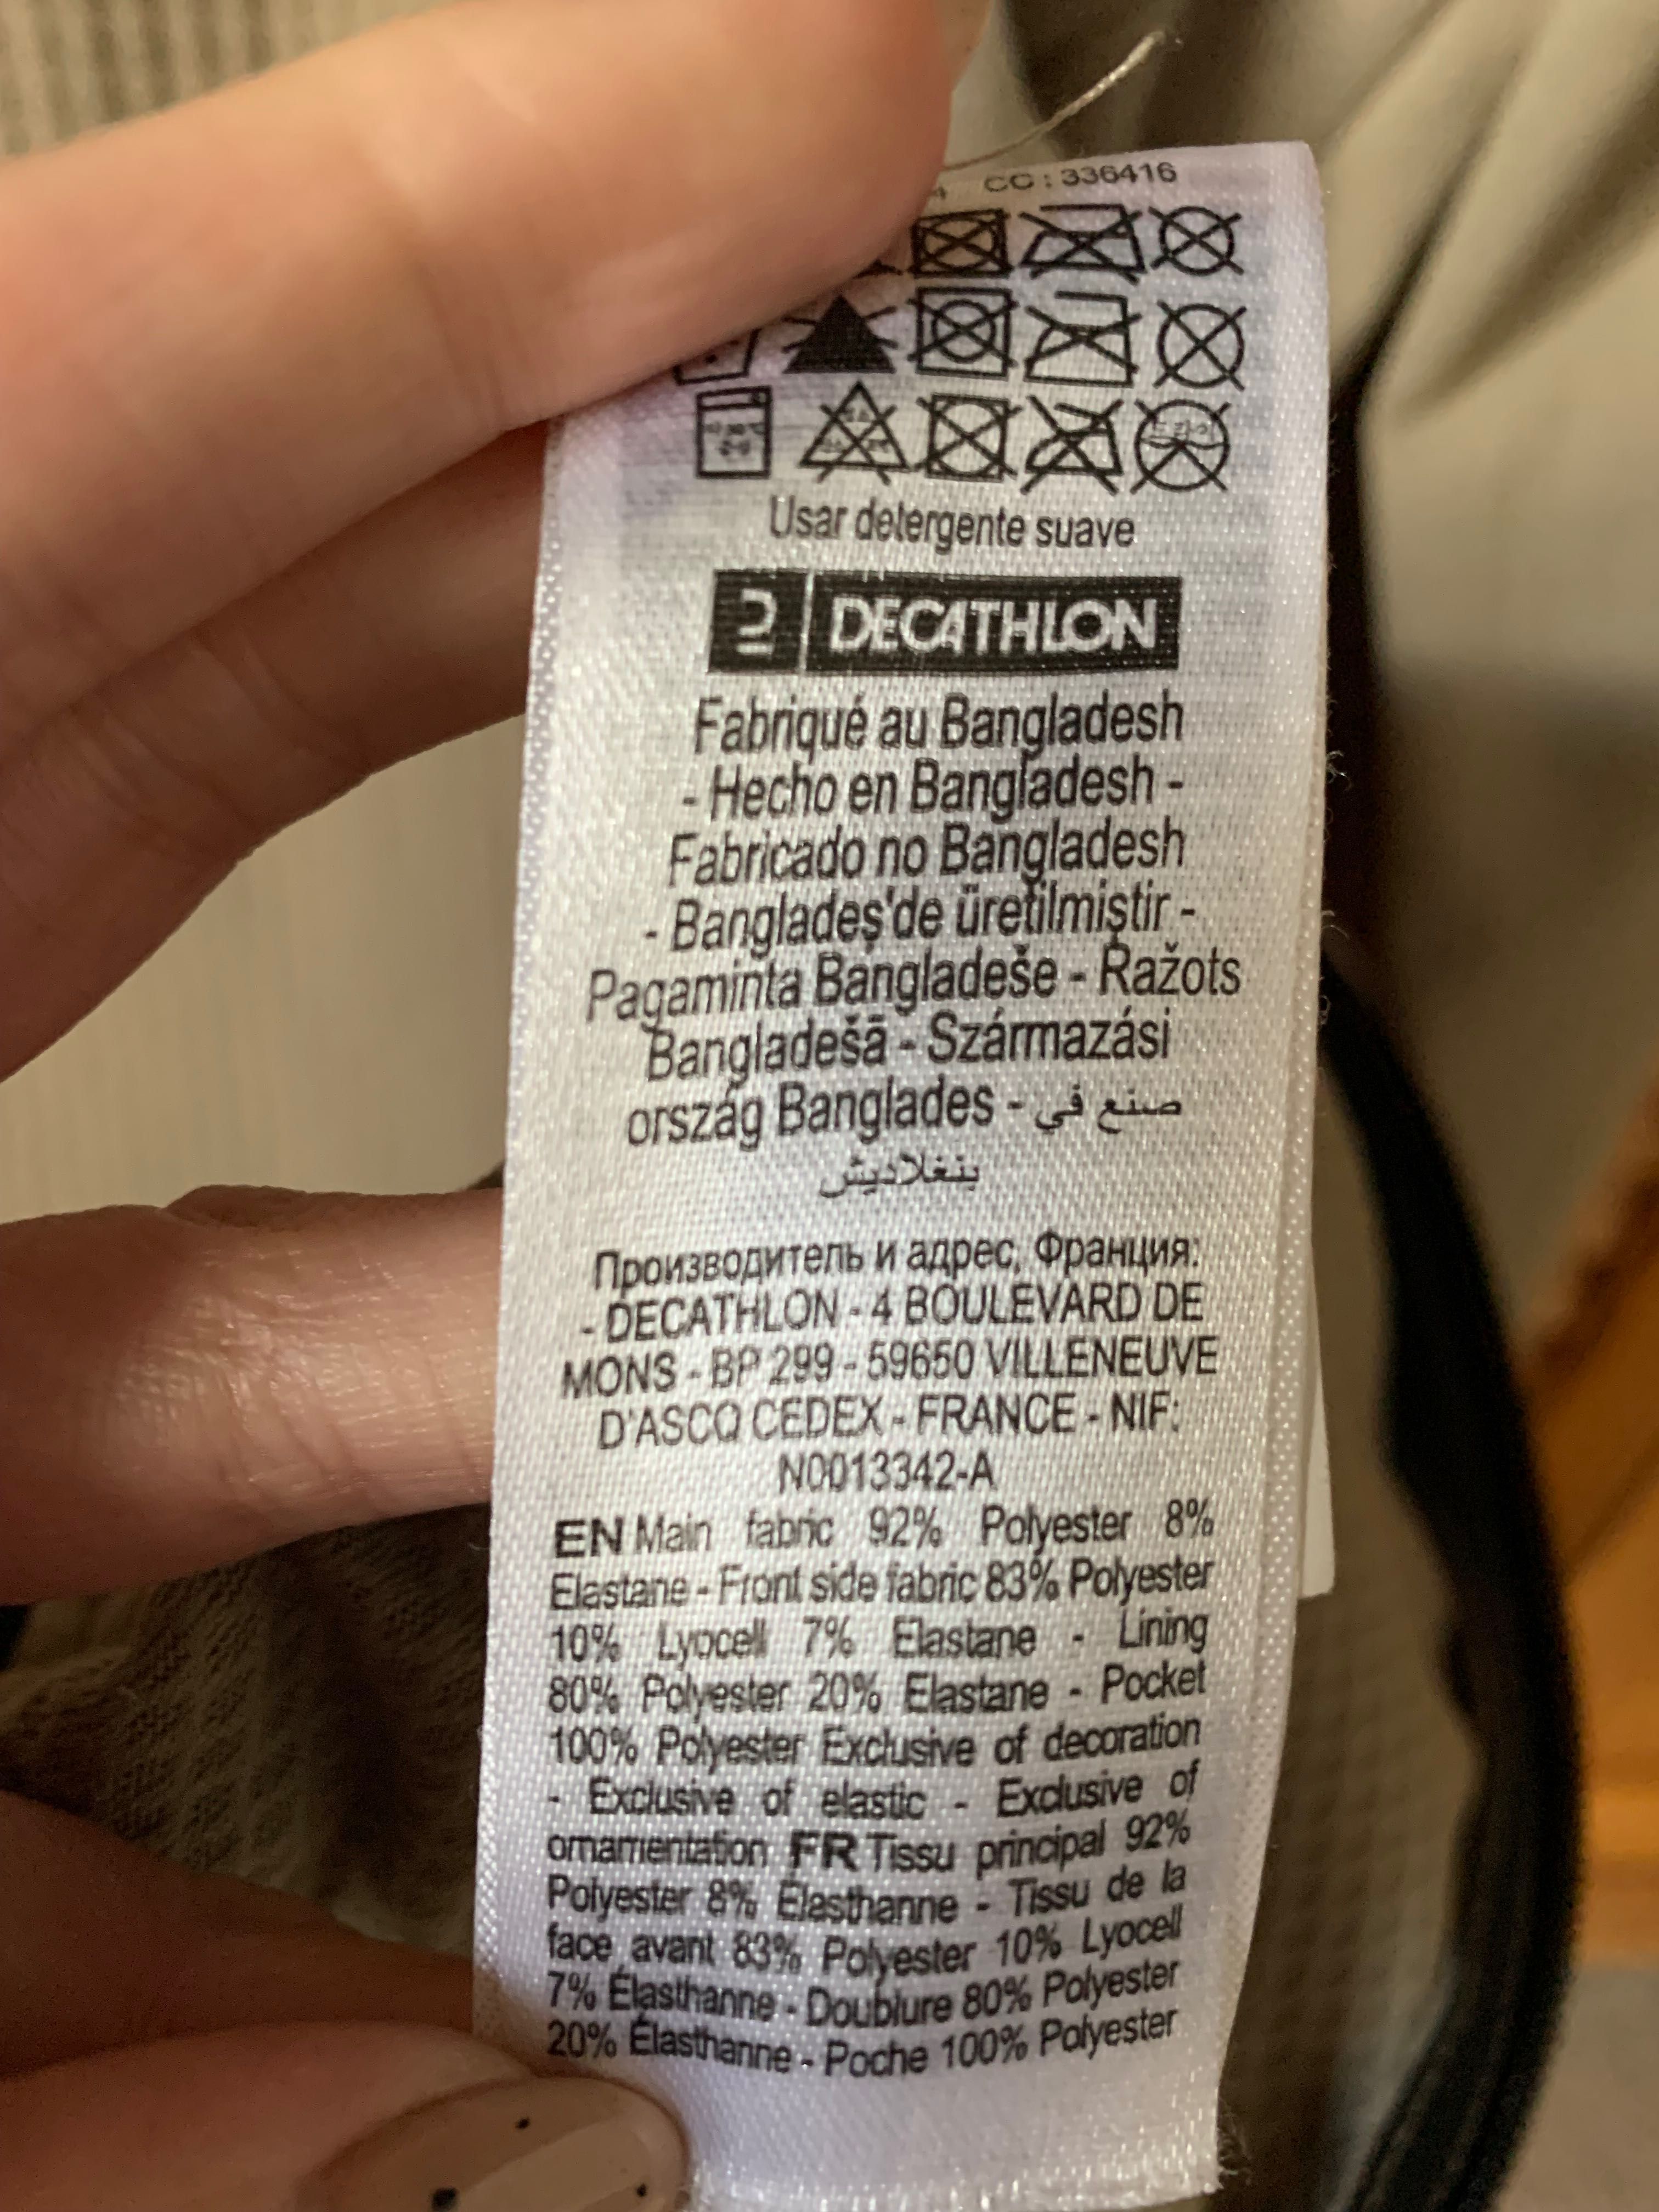 CC : 336416
Usar detergente suave
DECATHLON
Fabriqué au Bangladesh
- Hecho en Bangladesh -
Fabricado no Bangladesh
- Bangladeş'de üretilmiştir -
Pagaminta Bangladeše - Ražots
Bangladešā - Származási
ország Banglades - صنع في
بنغلاديش
Производитель и адрес, Франция:
- DECATHLON - 4 BOULEVARD DE
MONS - BP 299 - 59650 VILLENEUVE
D'ASCQ CEDEX - FRANCE - NIF:
N0013342-A
EN Main fabric 92% Polyester 8%
Elastane - Front side fabric 83% Polyester
10% Lyocell 7% Elastane - Lining
80% Polyester 20% Elastane - Pocket
100% Polyester Exclusive of decoration
- Exclusive of elastic - Exclusive of
ornamentation FR Tissu principal 92%
Polyester 8% Élasthanne - Tissu de la
face avant 83% Polyester 10% Lyocell
7% Élasthanne - Doublure 80% Polyester
20% Élasthanne - Poche 100% Polyester